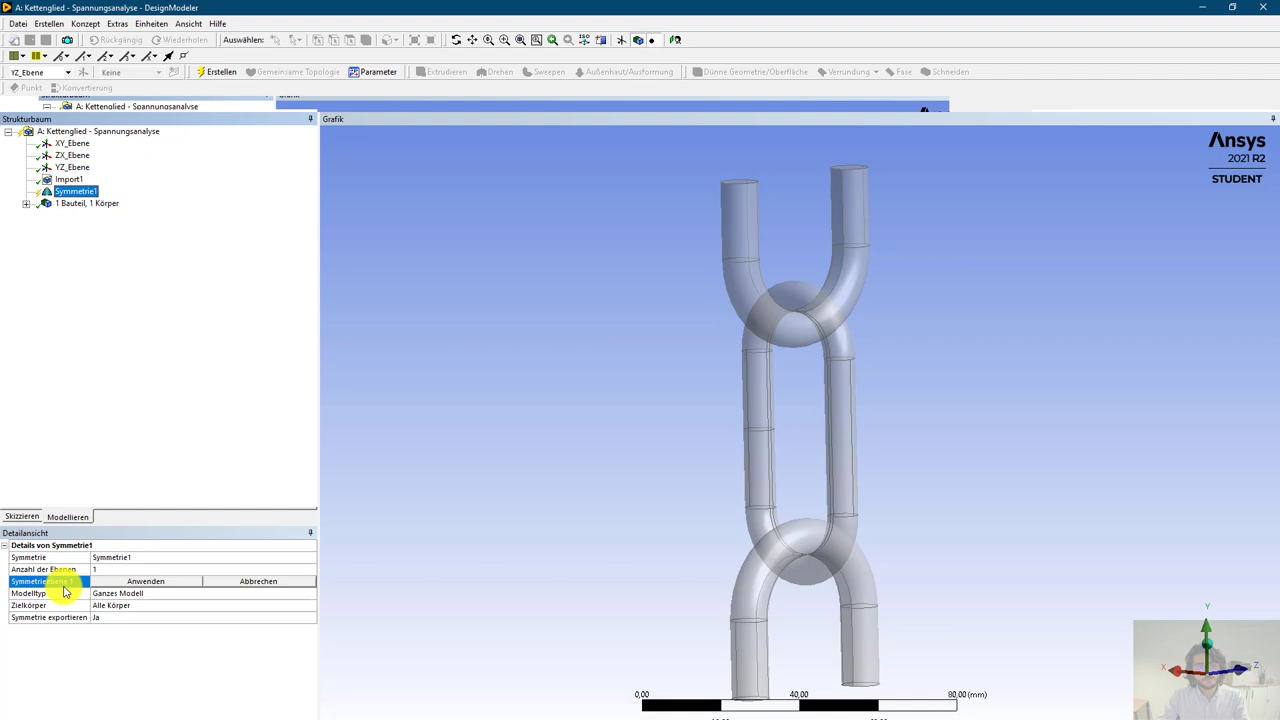 A: Kettenglied - Spannungsanalyse - DesignModeler
Datei Erstellen Konzept Extras Einheiten Ansicht Hilfe
Rückgängig Wiederholen Auswählen:
YZ_Ebene Keine Erstellen Gemeinsame Topologie Parameter Extrudieren Drehen Sweepen Außenhaut/Ausformung Dünne Geometrie/Oberfläche Verrundung Fase Schneiden
Punkt Konvertierung
A: Kettenglied - Spannungsanalyse
Strukturbaum
Grafik
A: Kettenglied - Spannungsanalyse
XY_Ebene
ZX_Ebene
YZ_Ebene
Import1
Symmetrie1
1 Bauteil, 1 Körper
Ansys
2021 R2
STUDENT
Skizzieren Modellieren
Detailansicht
Details von Symmetrie1
Symmetrie Symmetrie1
Anzahl der Ebenen 1
Symmetrieebene 1 Anwenden Abbrechen
Modelltyp Ganzes Modell
Zielkörper Alle Körper
Symmetrie exportieren Ja
Y
X
Z
0,00 40,00 80,00 (mm)